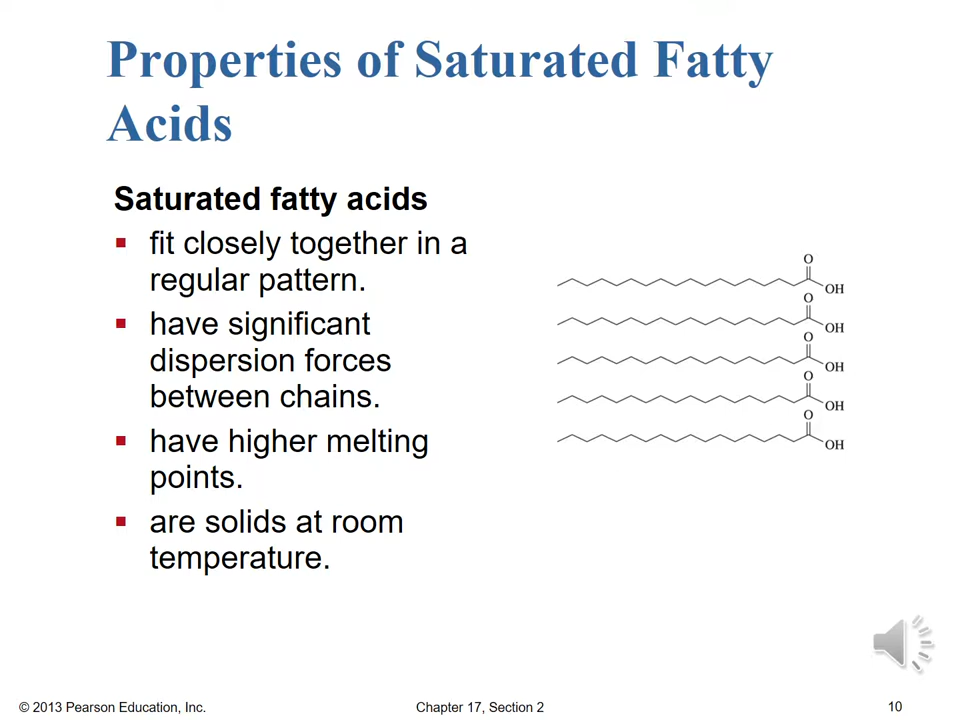 Properties of Saturated Fatty
Acids
Saturated fatty acids
▪ fit closely together in a
regular pattern.
▪ have significant
dispersion forces
between chains.
▪ have higher melting
points.
▪ are solids at room
temperature.
O
OH
O
OH
O
OH
O
OH
O
OH
© 2013 Pearson Education, Inc.
Chapter 17, Section 2
10